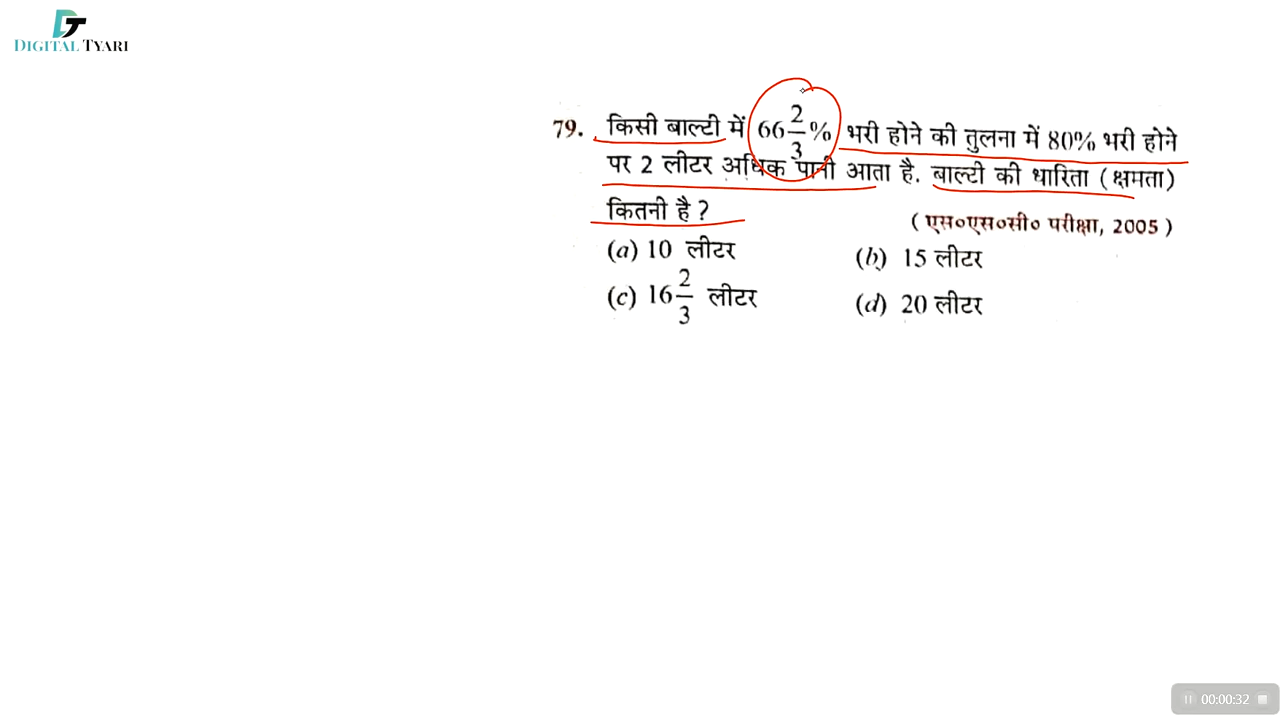 DIGITAL TYARI
79. किसी बाल्टी में 66 2/3 % भरी होने की तुलना में 80% भरी होने
पर 2 लीटर अधिक पानी आता है. बाल्टी की धारिता (क्षमता)
कितनी है ?
( एस०एस०सी० परीक्षा, 2005 )
(a) 10 लीटर (b) 15 लीटर
(c) 16 2/3 लीटर (d) 20 लीटर
00:00:32